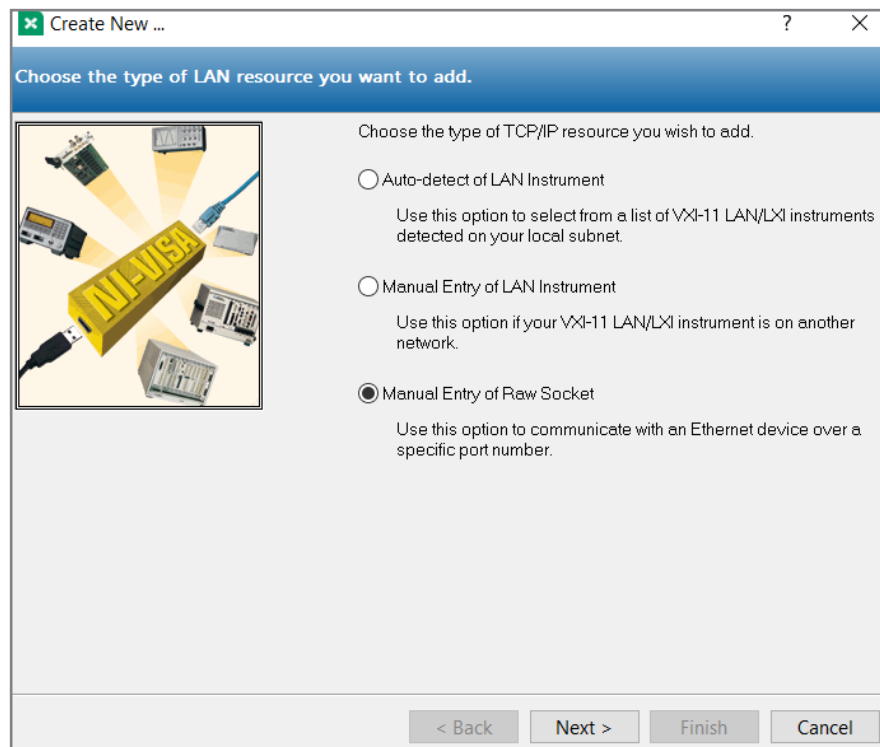 Create New ...
?
Choose the type of LAN resource you want to add.
NI-VISA
Choose the type of TCP/IP resource you wish to add.
Auto-detect of LAN Instrument
Use this option to select from a list of VXI-11 LAN/LXI instruments
detected on your local subnet.
Manual Entry of LAN Instrument
Use this option if your VXI-11 LAN/LXI instrument is on another
network.
Manual Entry of Raw Socket
Use this option to communicate with an Ethernet device over a
specific port number.
< Back Next > Finish Cancel